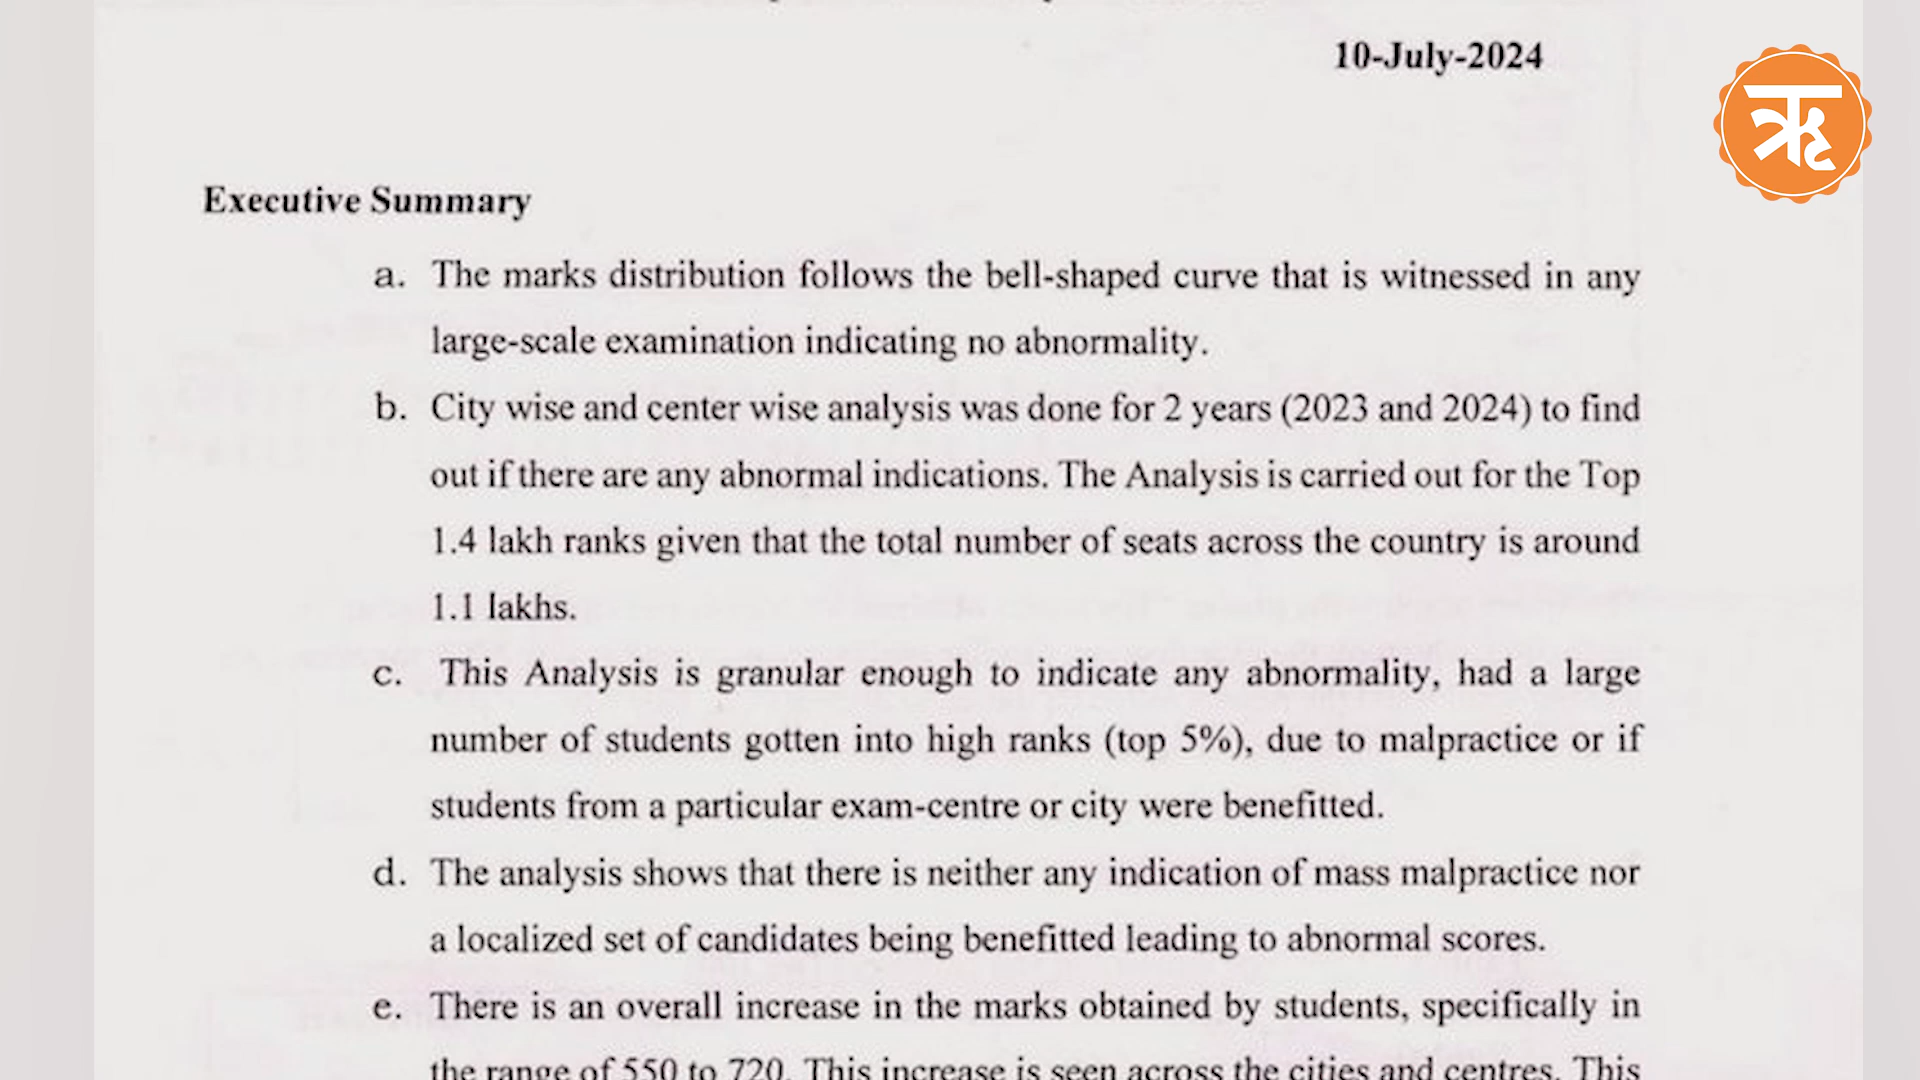 10-July-2024
ऋ
Executive Summary
a. The marks distribution follows the bell-shaped curve that is witnessed in any
large-scale examination indicating no abnormality.
b. City wise and center wise analysis was done for 2 years (2023 and 2024) to find
out if there are any abnormal indications. The Analysis is carried out for the Top
1.4 lakh ranks given that the total number of seats across the country is around
1.1 lakhs.
c. This Analysis is granular enough to indicate any abnormality, had a large
number of students gotten into high ranks (top 5%), due to malpractice or if
students from a particular exam-centre or city were benefitted.
d. The analysis shows that there is neither any indication of mass malpractice nor
a localized set of candidates being benefitted leading to abnormal scores.
e. There is an overall increase in the marks obtained by students, specifically in
the range of 550 to 720. This increase is seen across the cities and centres. This